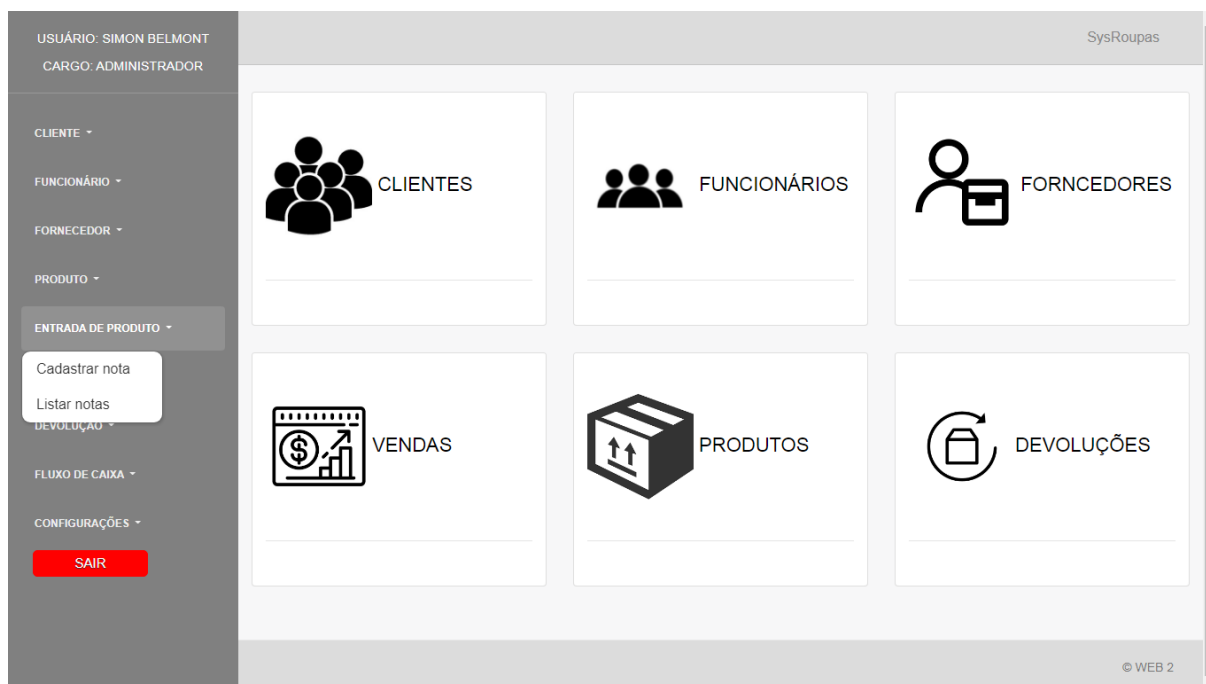 USUÁRIO: SIMON BELMONT
CARGO: ADMINISTRADOR
SysRoupas
CLIENTE
FUNCIONÁRIO
FORNECEDOR
PRODUTO
ENTRADA DE PRODUTO
Cadastrar nota
Listar notas
DEVOLUÇÃO
FLUXO DE CAIXA
CONFIGURAÇÕES
SAIR
CLIENTES
FUNCIONÁRIOS
FORNCEDORES
VENDAS
PRODUTOS
DEVOLUÇÕES
© WEB 2